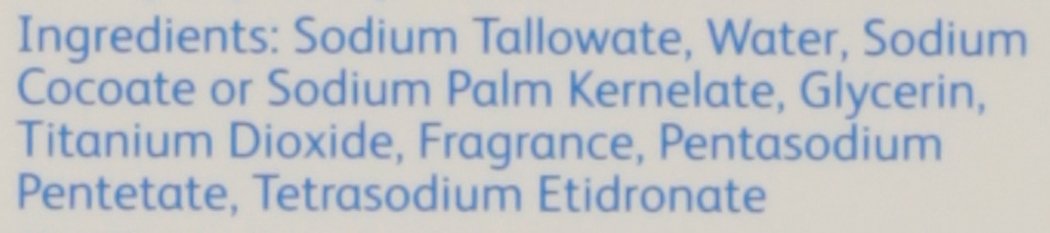 Ingredients: Sodium Tallowate, Water, Sodium
Cocoate or Sodium Palm Kernelate, Glycerin,
Titanium Dioxide, Fragrance, Pentasodium
Pentetate, Tetrasodium Etidronate